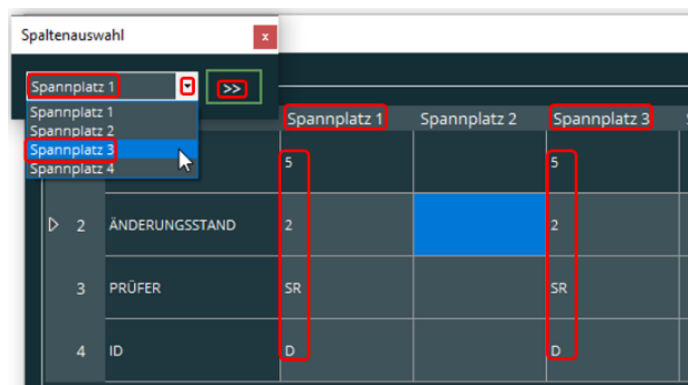 Spaltenauswahl x
Spannplatz 1 >>
Spannplatz 1
Spannplatz 2
Spannplatz 3
Spannplatz 4
Spannplatz 1 Spannplatz 2 Spannplatz 3
5 5
2 ÄNDERUNGSSTAND 2 2
3 PRÜFER SR SR
4 ID D D